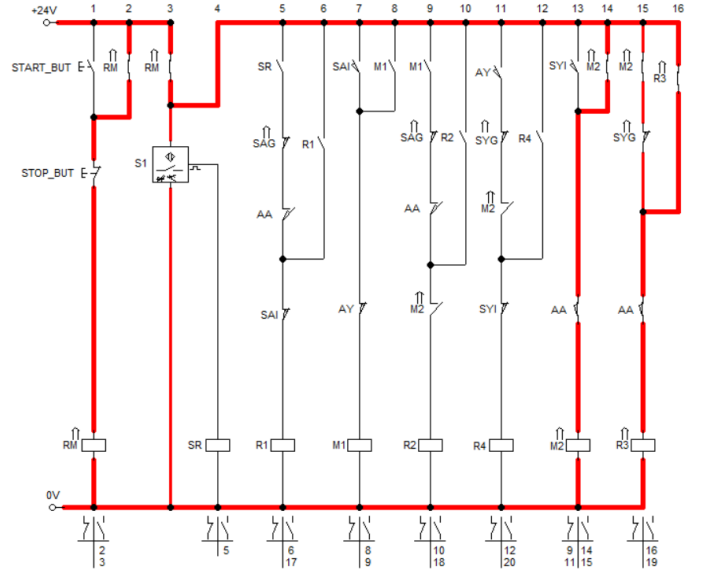 +24V 1 2 3 4 5 6 7 8 9 10 11 12 13 14 15 16
START_BUT RM RM SR SAI M1 M1 AY SYI M2 M2 R3
SAG R1 SAG R2 SYG R4 SYG
S1
STOP_BUT
AA AA M2
SAI AY M2 SYI AA AA
RM SR R1 M1 R2 R4 M2 R3
0V
2 5 6 8 10 12 9 14 16
3 17 9 18 20 11 15 19